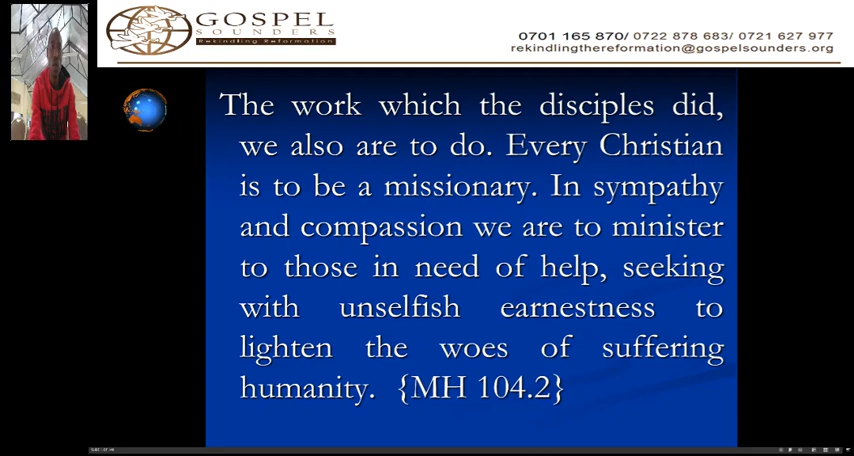 GOSPEL
SOUNDERS
Rekindling Reformation
0701 165 870/ 0722 878 683/ 0721 627 977
rekindlingthereformation@gospelsounders.org
The work which the disciples did,
we also are to do. Every Christian
is to be a missionary. In sympathy
and compassion we are to minister
to those in need of help, seeking
with unselfish earnestness to
lighten the woes of suffering
humanity. {MH 104.2}